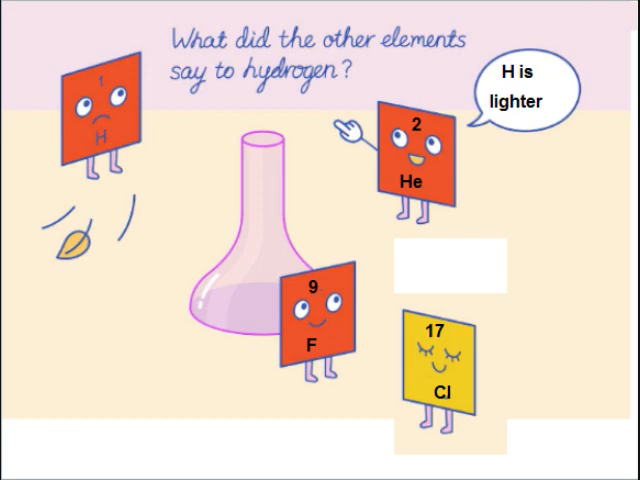 What did the other elements
say to hydrogen?
H is
lighter
1
H
2
He
9
F
17
Cl